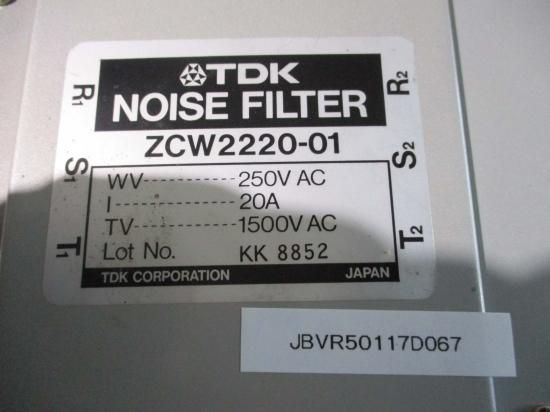 TDK
NOISE FILTER
ZCW2220-01
R1
S1
T1
R2
S2
T2
WV----------250V AC
I----------20A
TV----------1500V AC
Lot No. KK 8852
TDK CORPORATION JAPAN
JBVR50117D067